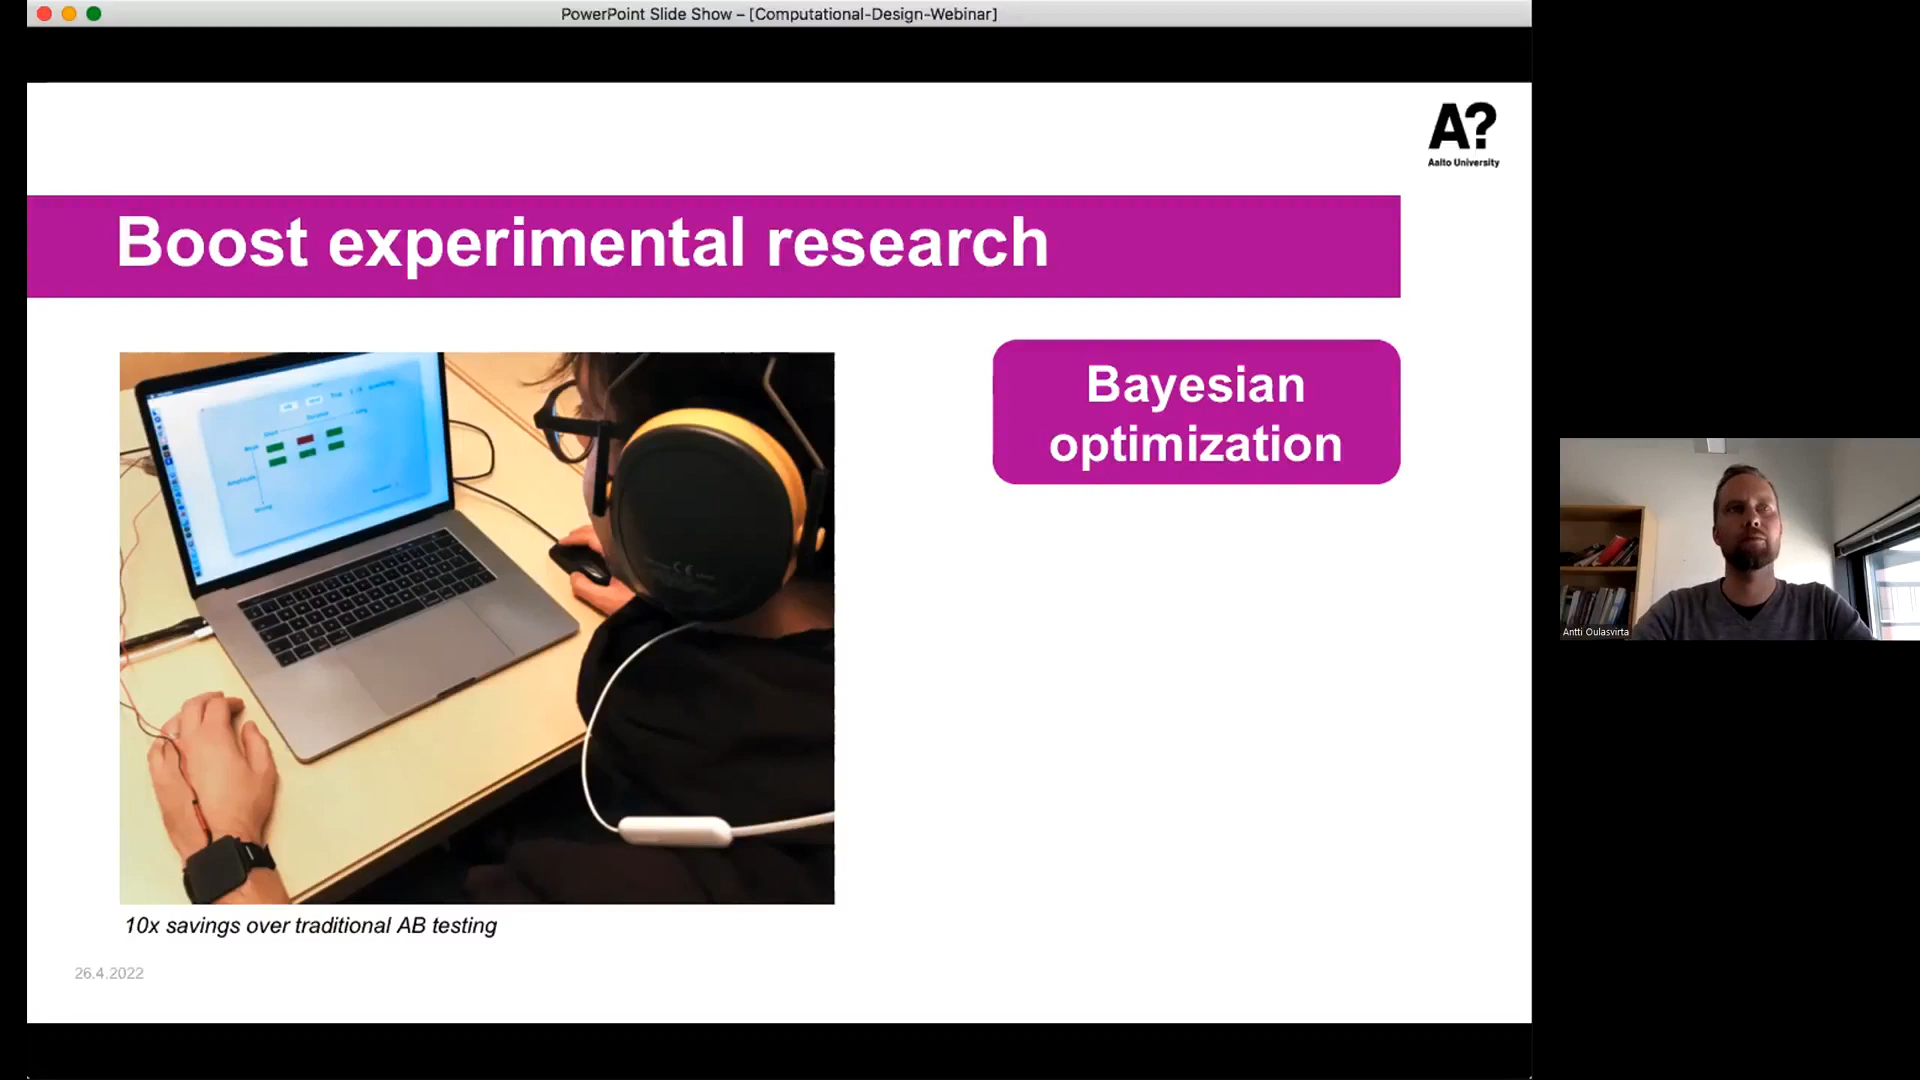 PowerPoint Slide Show – [Computational-Design-Webinar]
A?
Aalto University
Boost experimental research
Bayesian
optimization
Amplitude
10x savings over traditional AB testing
26.4.2022
Antti Oulasvirta